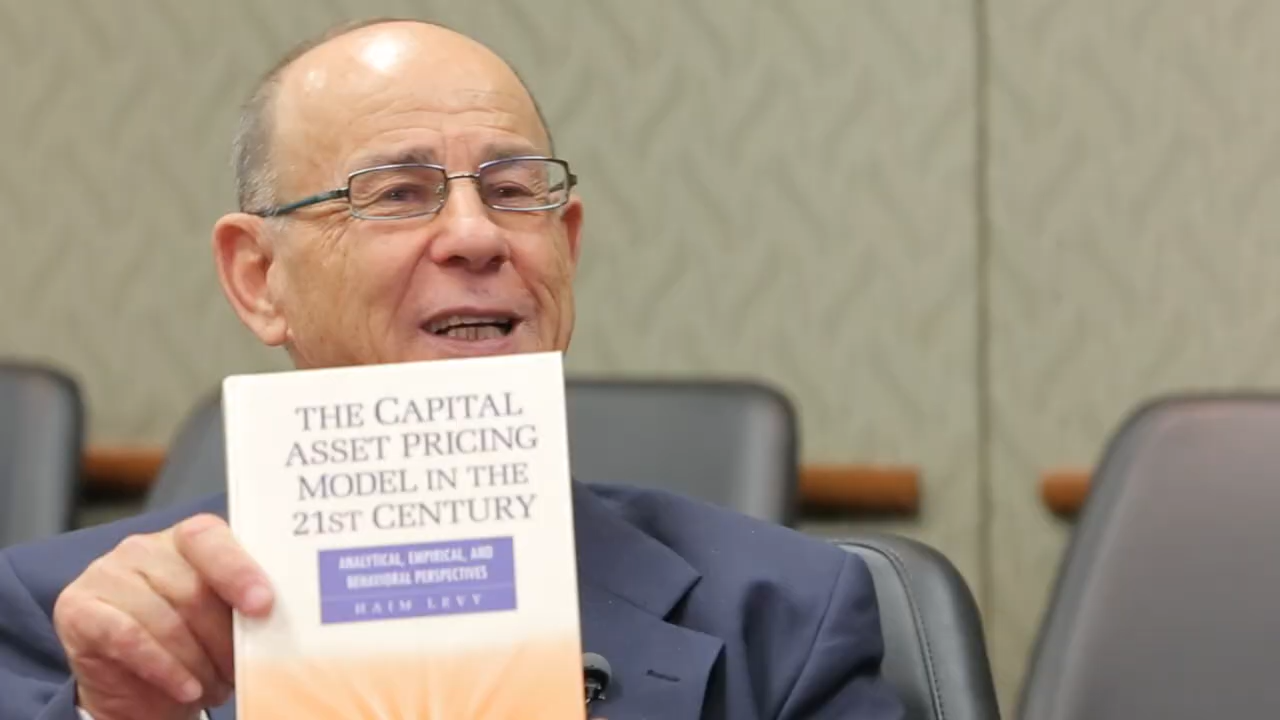 THE CAPITAL
ASSET PRICING
MODEL IN THE
21ST CENTURY
ANALYTICAL, EMPIRICAL, AND
BEHAVIORAL PERSPECTIVES
HAIM LEVY